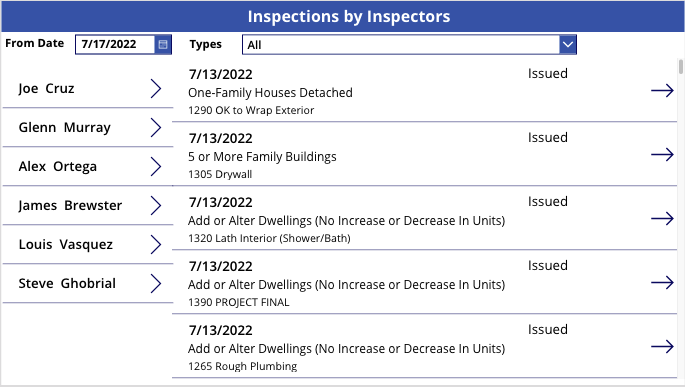 Inspections by Inspectors
From Date 7/17/2022 Types All
Joe Cruz
Glenn Murray
Alex Ortega
James Brewster
Louis Vasquez
Steve Ghobrial
7/13/2022 Issued
One-Family Houses Detached
1290 OK to Wrap Exterior
7/13/2022 Issued
5 or More Family Buildings
1305 Drywall
7/13/2022 Issued
Add or Alter Dwellings (No Increase or Decrease In Units)
1320 Lath Interior (Shower/Bath)
7/13/2022 Issued
Add or Alter Dwellings (No Increase or Decrease In Units)
1390 PROJECT FINAL
7/13/2022 Issued
Add or Alter Dwellings (No Increase or Decrease In Units)
1265 Rough Plumbing